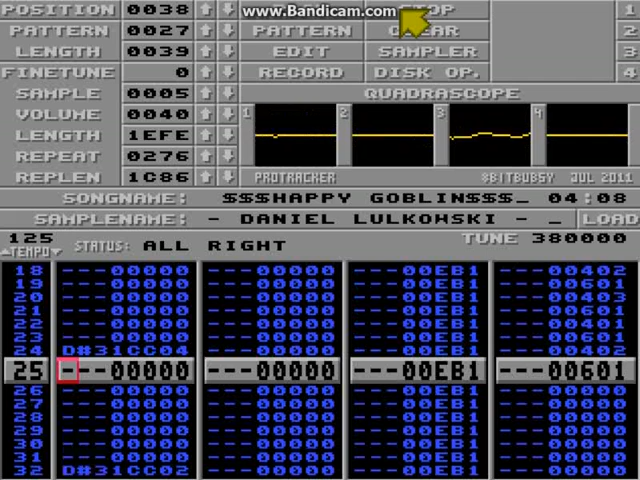 POSITION 0038 www.Bandicam.com 1
PATTERN 0027 PATTERN CLEAR 2
LENGTH 0039 EDIT SAMPLER 3
FINETUNE 0 RECORD DISK OP. 4
SAMPLE 0005 QUADRASCOPE
VOLUME 0040 1 2 3 4
LENGTH 1EFE
REPEAT 0276
REPLEN 1C86 PROTRACKER 8BITBUBSY JUL 2011
SONGNAME: $$$HAPPY GOBLIN$$$_ 04:08
SAMPLENAME: - DANIEL LULKOWSKI - _ LOAD
125 TEMPO STATUS: ALL RIGHT TUNE 380000
18 ---00000 ---00000 ---00EB1 ---00402
19 ---00000 ---00000 ---00EB1 ---00601
20 ---00000 ---00000 ---00EB1 ---00403
21 ---00000 ---00000 ---00EB1 ---00601
22 ---00000 ---00000 ---00EB1 ---00401
23 ---00000 ---00000 ---00EB1 ---00601
24 D#31CC04 ---00000 ---00EB1 ---00402
25 ---00000 ---00000 ---00EB1 ---00601
26 ---00000 ---00000 ---00EB1 ---00000
27 ---00000 ---00000 ---00EB1 ---00000
28 ---00000 ---00000 ---00EB1 ---00000
29 ---00000 ---00000 ---00EB1 ---00000
30 ---00000 ---00000 ---00EB1 ---00000
31 ---00000 ---00000 ---00EB1 ---00000
32 D#31CC02 ---00000 ---00EB1 ---00000